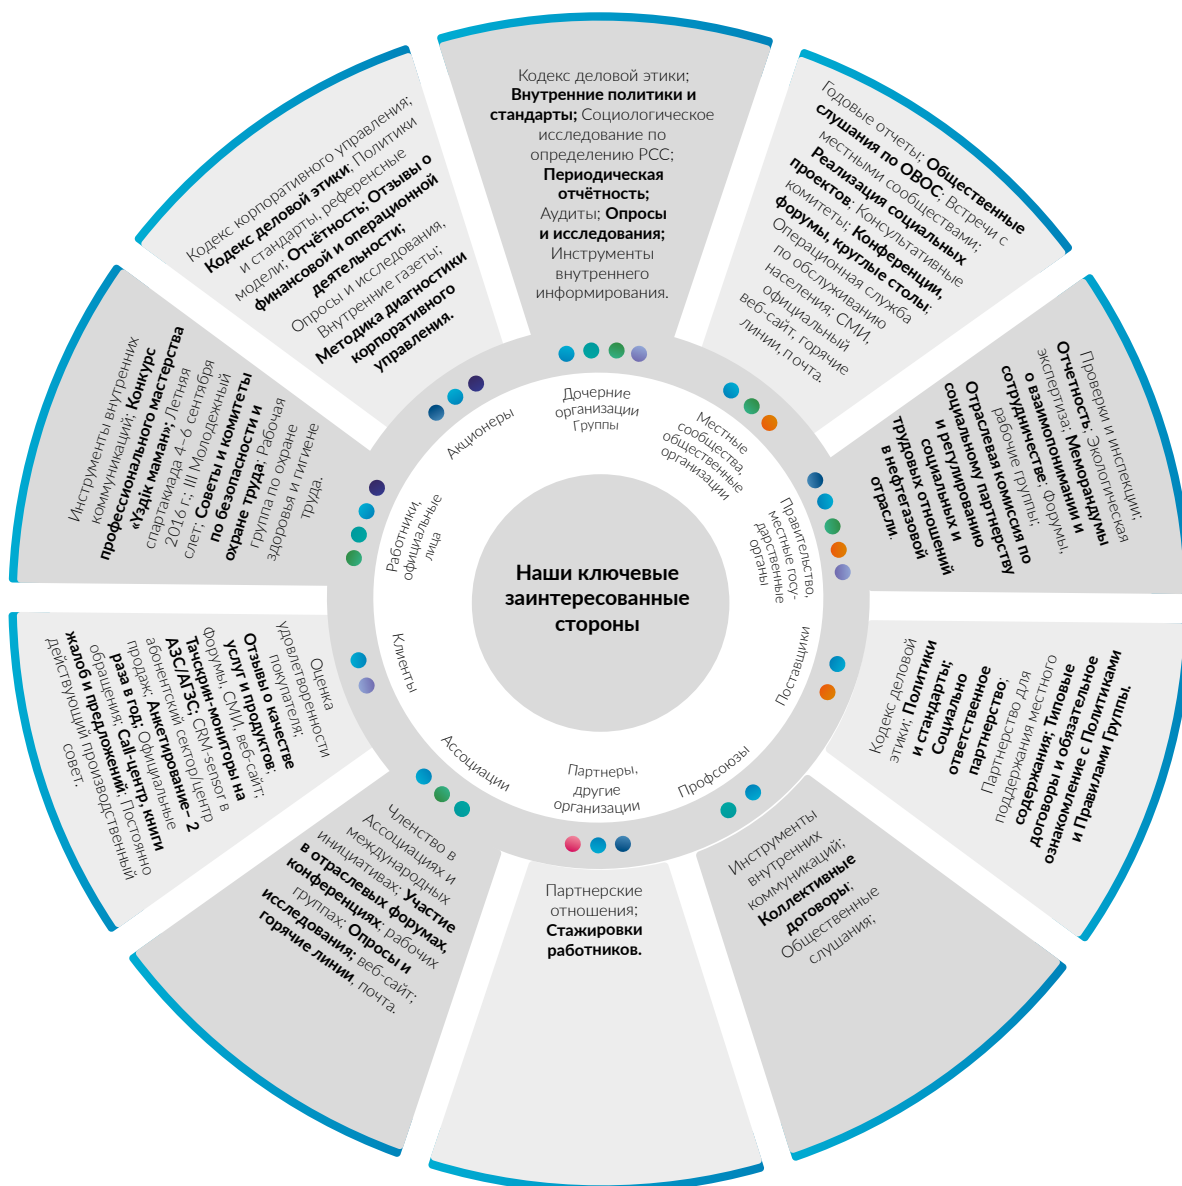 Кодекс деловой этики;
Внутренние политики и
стандарты; Социологическое
исследование по
определению РСС;
Периодическая
отчётность;
Аудиты; Опросы
и исследования;
Инструменты
внутреннего
информирования.
Годовые отчеты; Общественные
слушания по ОВОС; Встречи с
местными сообществами;
Реализация социальных
проектов; Консультативные
комитеты; Конференции,
форумы, круглые столы;
Операционная служба
по обслуживанию
населения; СМИ,
официальный
веб-сайт, горячие
линии, почта.
Проверки и инспекции;
Отчетность; Экологическая
экспертиза; Меморандумы
о взаимопонимании и
сотрудничестве; Форумы,
рабочие группы;
Отраслевая комиссия по
социальному партнерству
и регулированию
социальных и
трудовых отношений
в нефтегазовой
отрасли.
Кодекс деловой
этики; Политики
и стандарты;
Социально
ответственное
партнерство;
Партнерство для
поддержания местного
содержания; Типовые
договоры и обязательное
ознакомление с Политиками
и Правилами Группы.
Инструменты
внутренних
коммуникаций;
Коллективные
договоры;
Общественные
слушания;
Партнерские
отношения;
Стажировки
работников.
Членство в
Ассоциациях и
международных
инициативах; Участие
в отраслевых форумах,
конференциях; рабочих
группах; Опросы и
исследования; веб-сайт;
горячие линии, почта.
Оценка
удовлетворенности
покупателя;
Отзывы о качестве
услуг и продуктов;
форумы, СМИ, веб-сайт;
Тачскрин-мониторы на
АЗС/АГЗС; CRM-sensor в
абонентский сектор/центр
продаж; Анкетирование– 2
раза в год; Официальные
обращения; Call-центр, книги
жалоб и предложений; Постоянно
действующий производственный
совет.
Инструменты внутренних
коммуникаций; Конкурс
профессионального мастерства
«Үздік маман»; Летняя
спартакиада 4–6 сентября
2016 г.; III Молодежный
слет; Советы и комитеты
по безопасности и
охране труда; Рабочая
группа по охране
здоровья и гигиене
труда.
Кодекс корпоративного управления;
Кодекс деловой этики; Политики
и стандарты, референсные
модели; Отчётность; Отзывы о
финансовой и операционной
деятельности;
Опросы и исследования,
Внутренние газеты;
Методика диагностики
корпоративного
управления.
Дочерние
организации
Группы
Местные
сообщества,
общественные
организации
Правительство,
местные госу-
дарственные
органы
Поставщики
Профсоюзы
Партнеры,
другие
организации
Ассоциации
Клиенты
Работники,
официальные
лица
Акционеры
Наши ключевые
заинтересованные
стороны